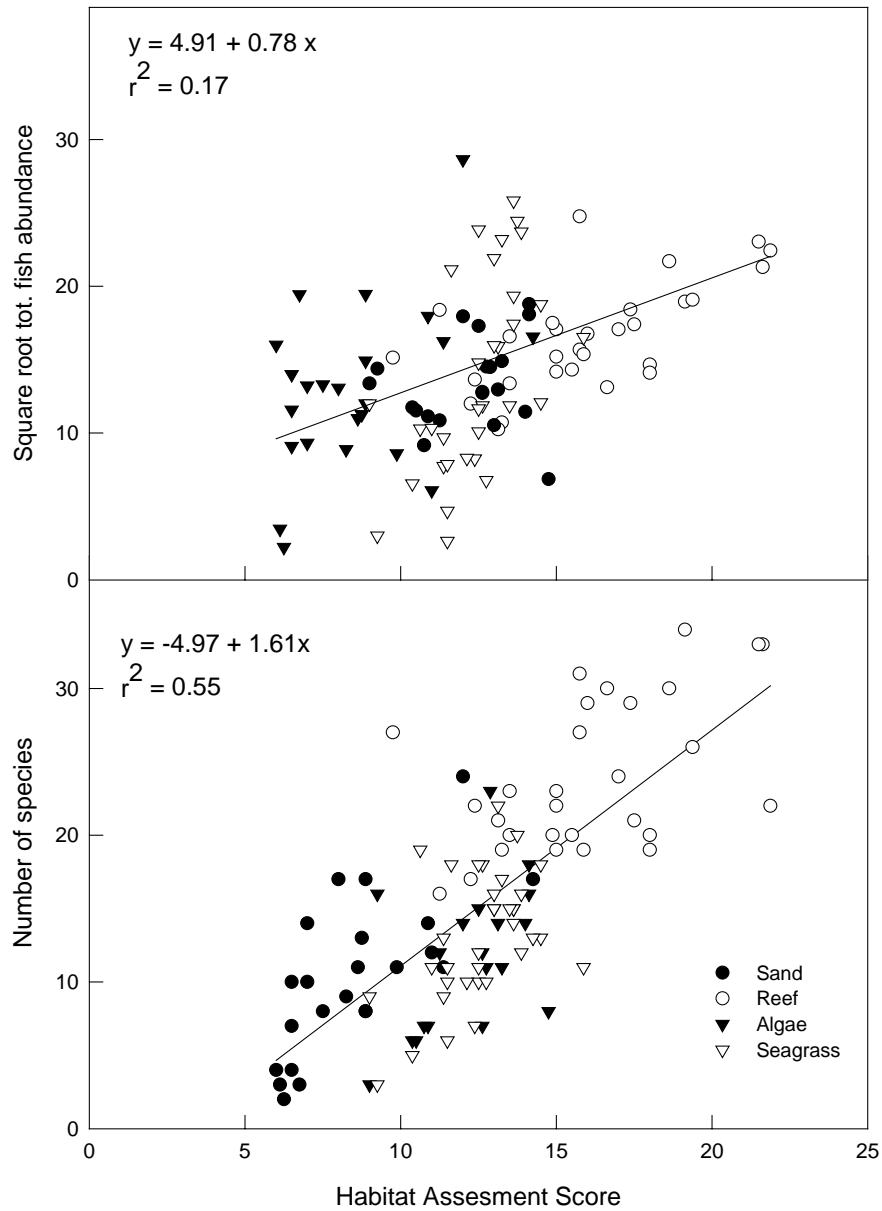 y = 4.91 + 0.78 x
r2 = 0.17
Square root tot. fish abundance
30
20
10
0
y = -4.97 + 1.61x
r2 = 0.55
Number of species
30
20
10
0
Sand
Reef
Algae
Seagrass
0 5 10 15 20 25
Habitat Assesment Score